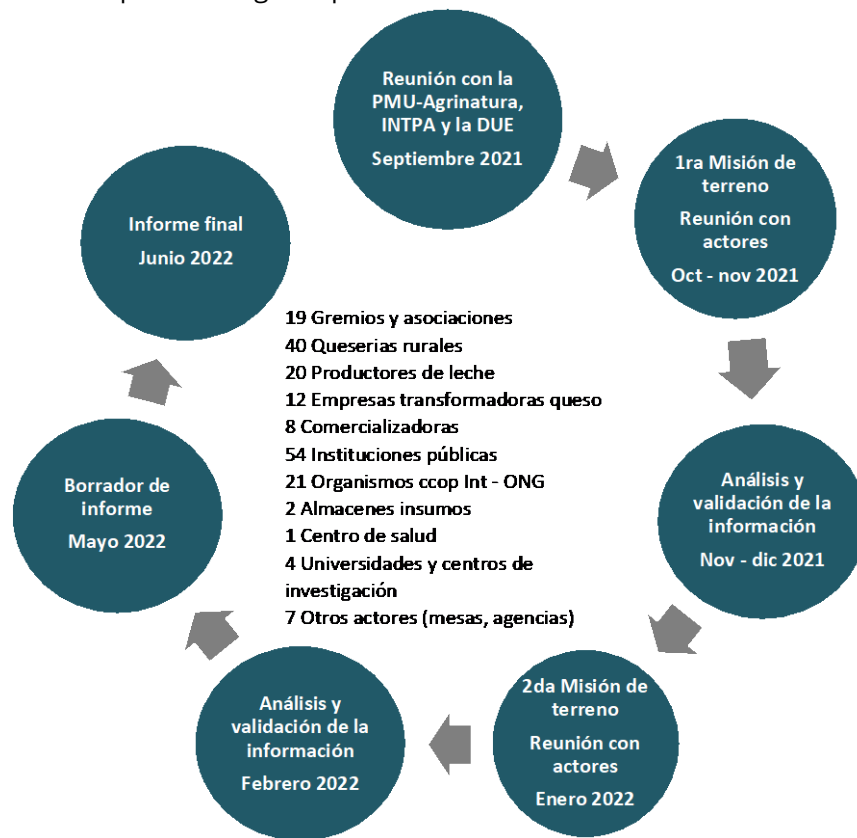 Reunión con la
PMU-Agrinatura,
INTPA y la DUE
Septiembre 2021
1ra Misión de
terreno
Reunión con
actores
Oct - nov 2021
Análisis y
validación de la
información
Nov - dic 2021
2da Misión de
terreno
Reunión con
actores
Enero 2022
Análisis y
validación de la
información
Febrero 2022
Borrador de
informe
Mayo 2022
Informe final
Junio 2022
19 Gremios y asociaciones
40 Queserias rurales
20 Productores de leche
12 Empresas transformadoras queso
8 Comercializadoras
54 Instituciones públicas
21 Organismos ccop Int - ONG
2 Almacenes insumos
1 Centro de salud
4 Universidades y centros de
investigación
7 Otros actores (mesas, agencias)